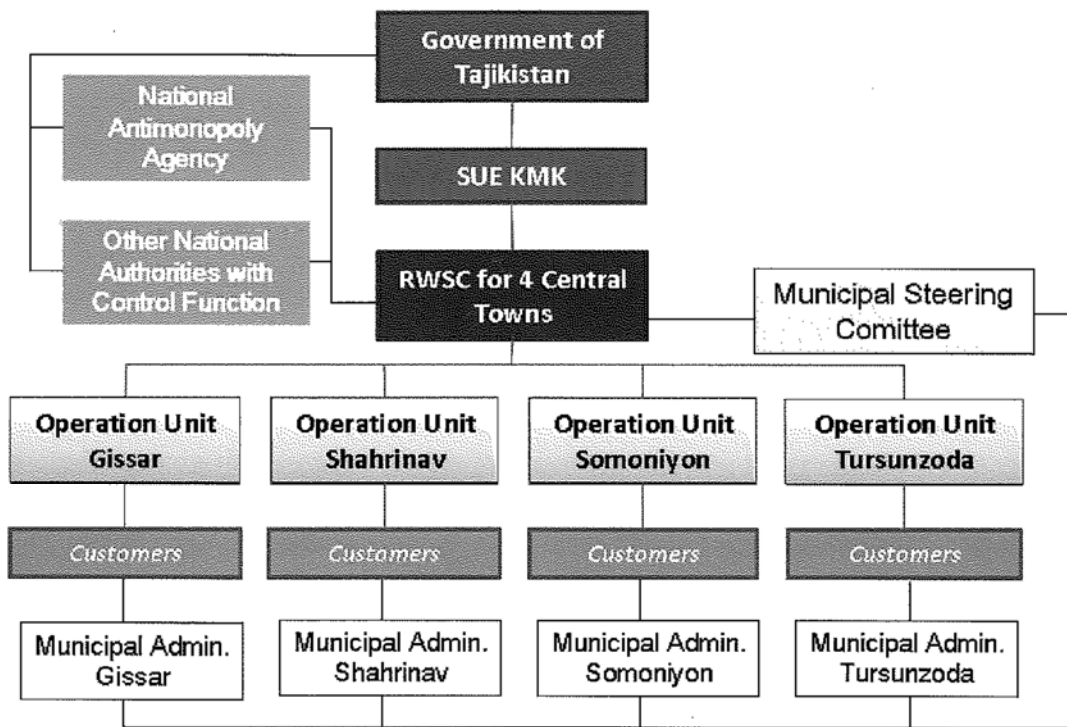 Government of
Tajikistan
National
Antimonopoly
Agency
SUE KMK
Other National
Authorities with
Control Function
RWSC for 4 Central
Towns
Municipal Steering
Comittee
Operation Unit
Gissar
Operation Unit
Shahrinav
Operation Unit
Somoniyon
Operation Unit
Tursunzoda
Customers
Customers
Customers
Customers
Municipal Admin.
Gissar
Municipal Admin.
Shahrinav
Municipal Admin.
Somoniyon
Municipal Admin.
Tursunzoda